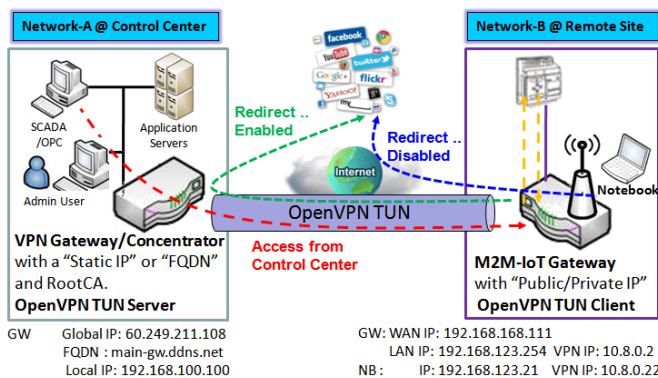 Network-A @ Control Center
Network-B @ Remote Site
facebook
YouTube
twitter
Google+
flickr
YAHOO!
my
SCADA
/OPC
Application
Servers
Admin User
Redirect ..
Enabled
Redirect ..
Disabled
Internet
Notebook
OpenVPN TUN
Access from
Control Center
VPN Gateway/Concentrator
with a “Static IP” or “FQDN”
and RootCA.
OpenVPN TUN Server
M2M-IoT Gateway
with “Public/Private IP”
OpenVPN TUN Client
GW Global IP: 60.249.211.108
FQDN : main-gw.ddns.net
Local IP: 192.168.100.100
GW: WAN IP: 192.168.168.111
LAN IP: 192.168.123.254 VPN IP: 10.8.0.2
NB : IP: 192.168.123.21 VPN IP: 10.8.0.22